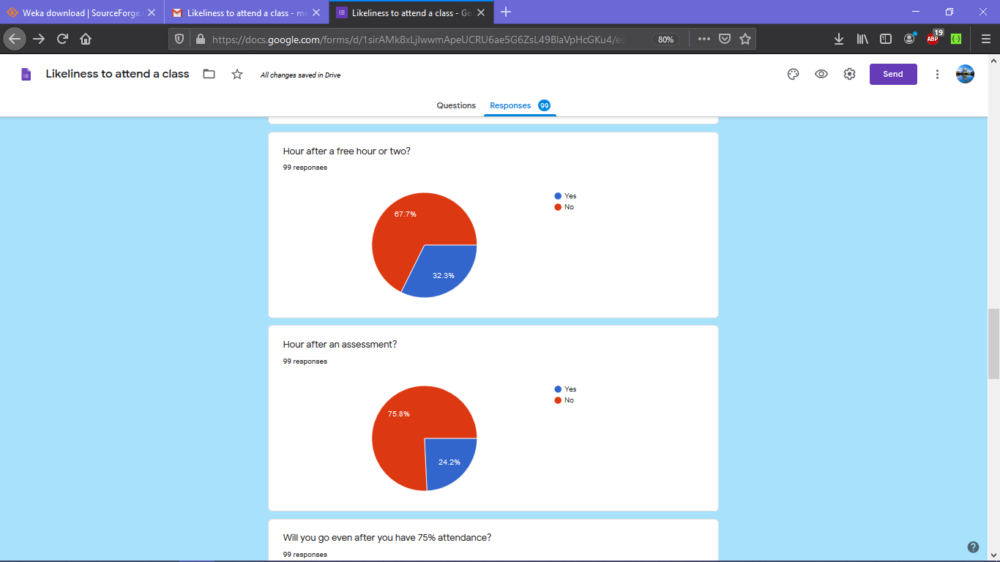 Weka download | SourceForge.
Likeliness to attend a class - mo
Likeliness to attend a class - Go
https://docs.google.com/forms/d/1sirAMk8xLjIwwmApeUCRU6ae5G6ZsL49BlaVpHcGKu4/ed
80%
ABP
19
Likeliness to attend a class
All changes saved in Drive
Send
Questions
Responses 99
Hour after a free hour or two?
99 responses
Yes
No
67.7%
32.3%
Hour after an assessment?
99 responses
Yes
No
75.8%
24.2%
Will you go even after you have 75% attendance?
99 responses